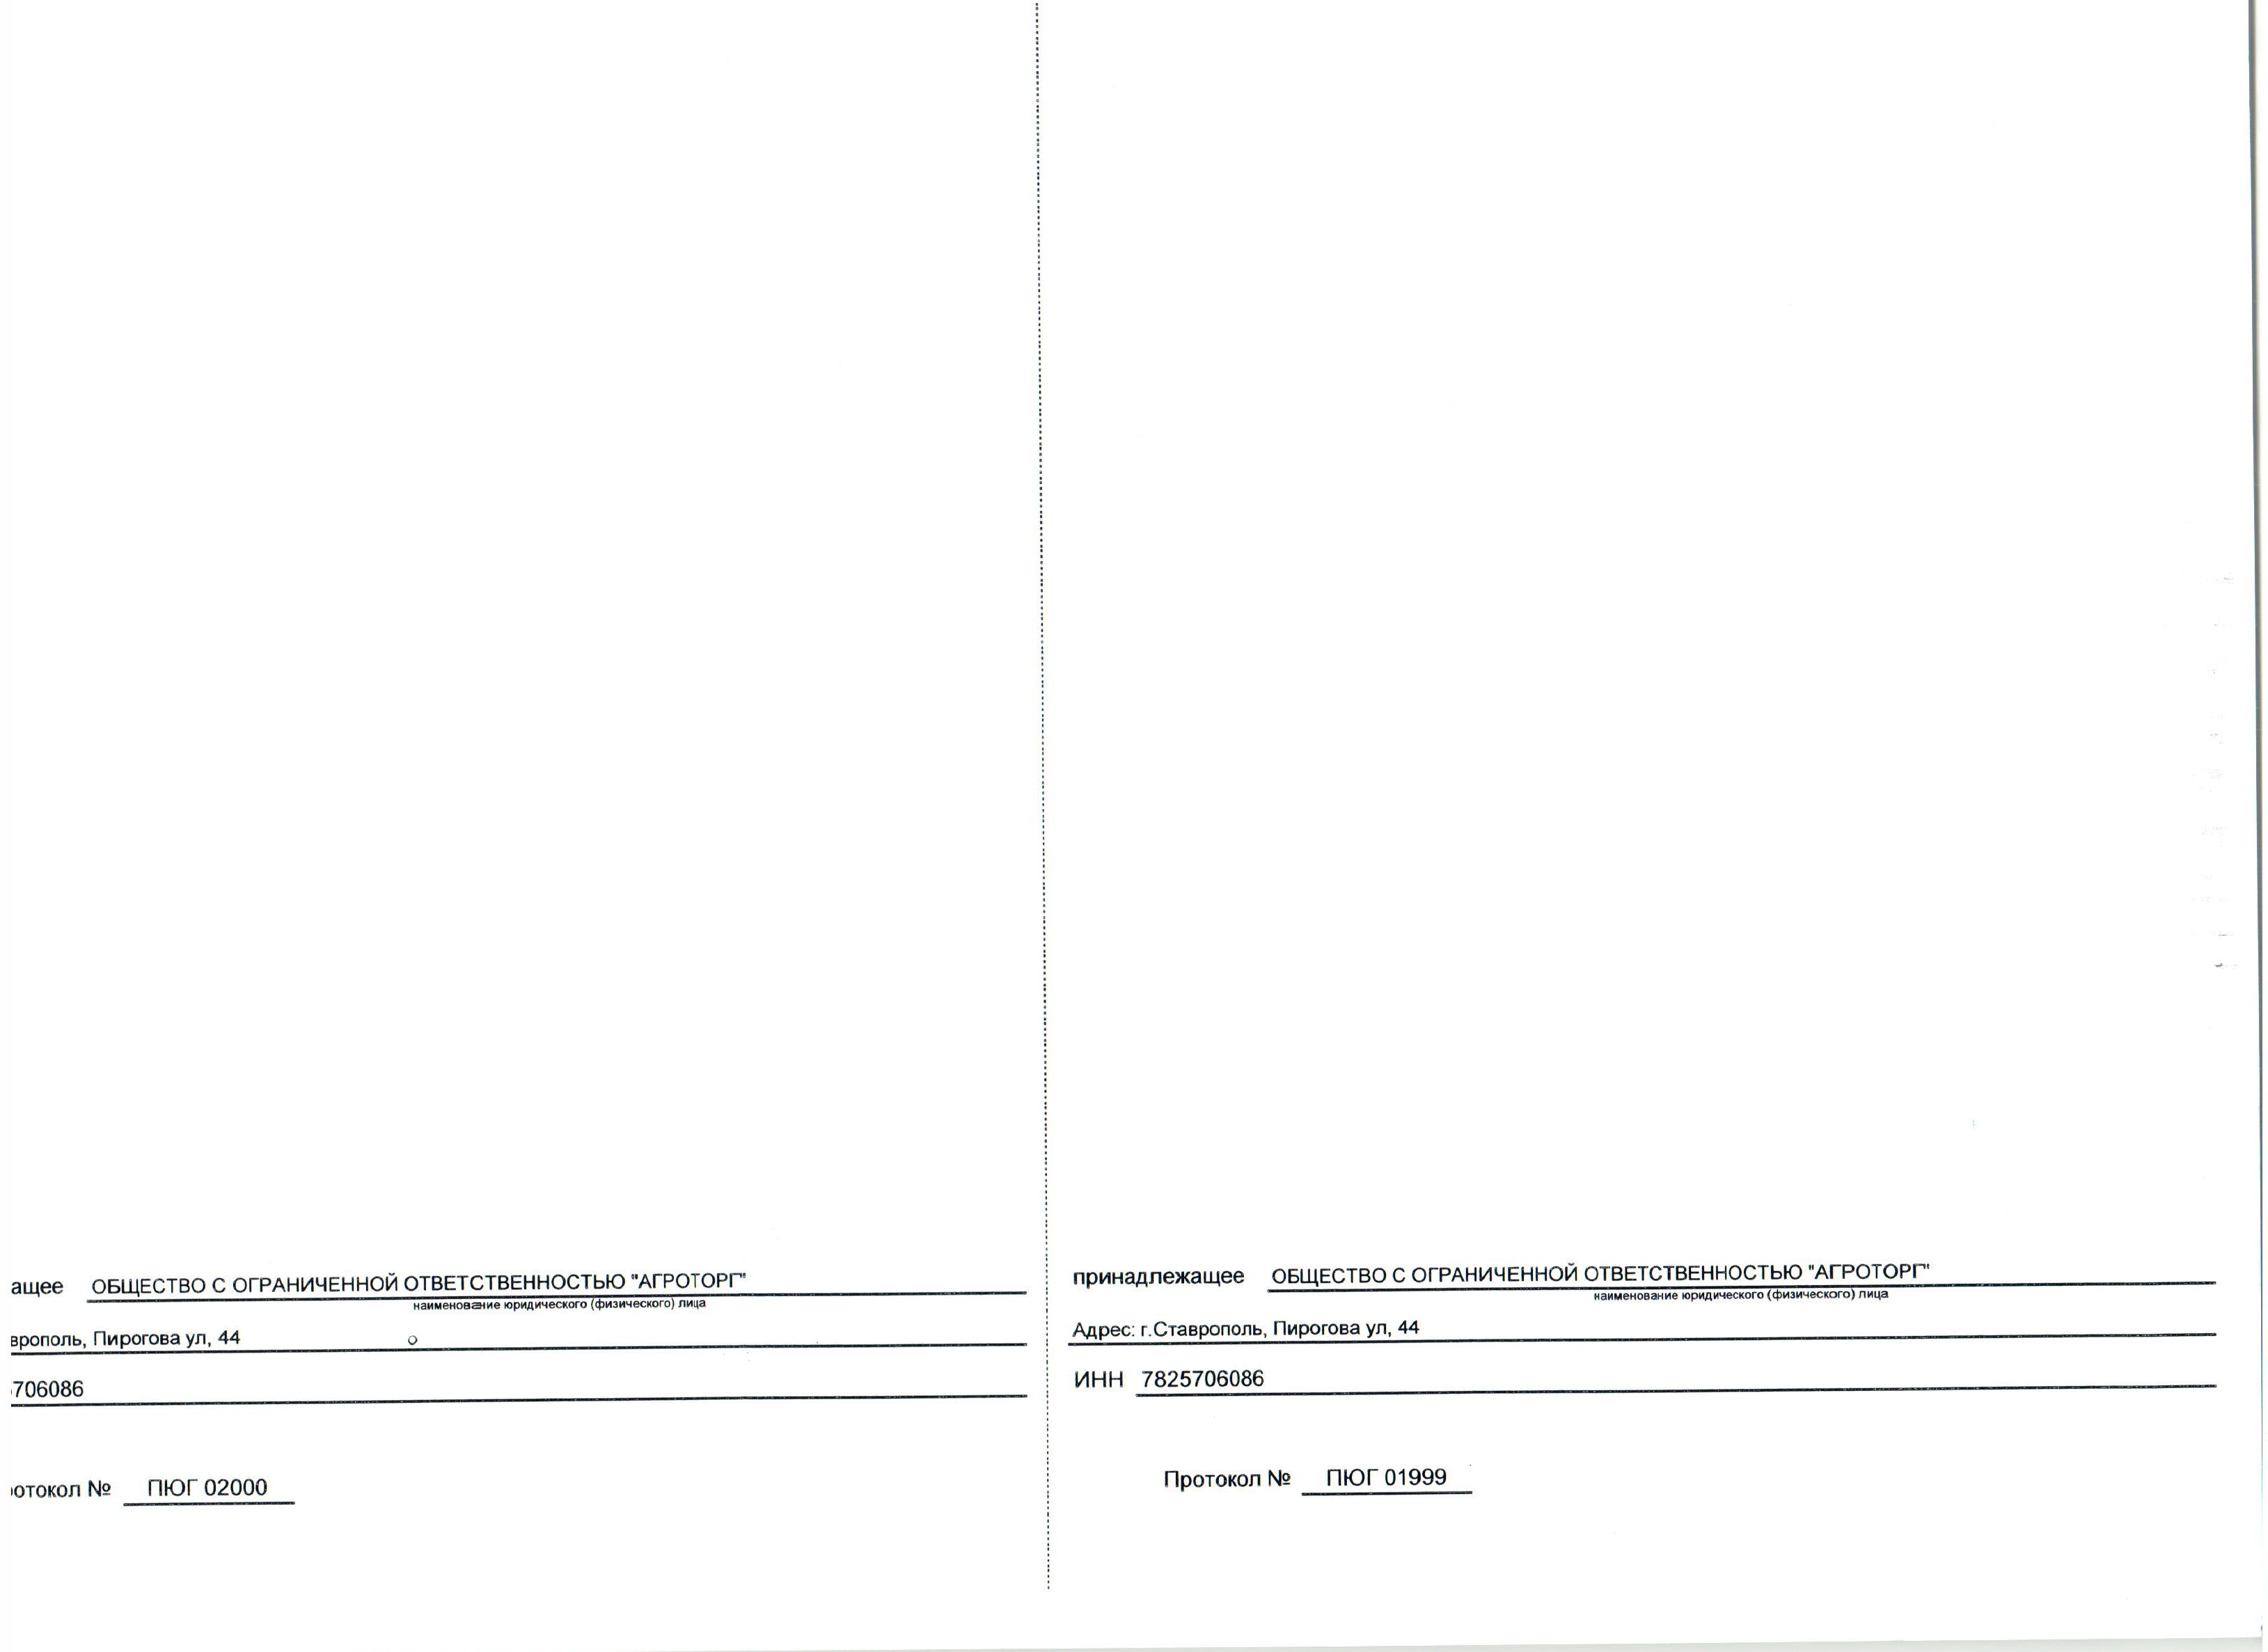 ащее ОБЩЕСТВО С ОГРАНИЧЕННОЙ ОТВЕТСТВЕННОСТЬЮ "АГРОТОРГ"
наименование юридического (физического) лица
врополь, Пирогова ул, 44
706086
отокол № ПЮГ 02000
принадлежащее ОБЩЕСТВО С ОГРАНИЧЕННОЙ ОТВЕТСТВЕННОСТЬЮ "АГРОТОРГ"
наименование юридического (физического) лица
Адрес: г.Ставрополь, Пирогова ул, 44
ИНН 7825706086
Протокол № ПЮГ 01999